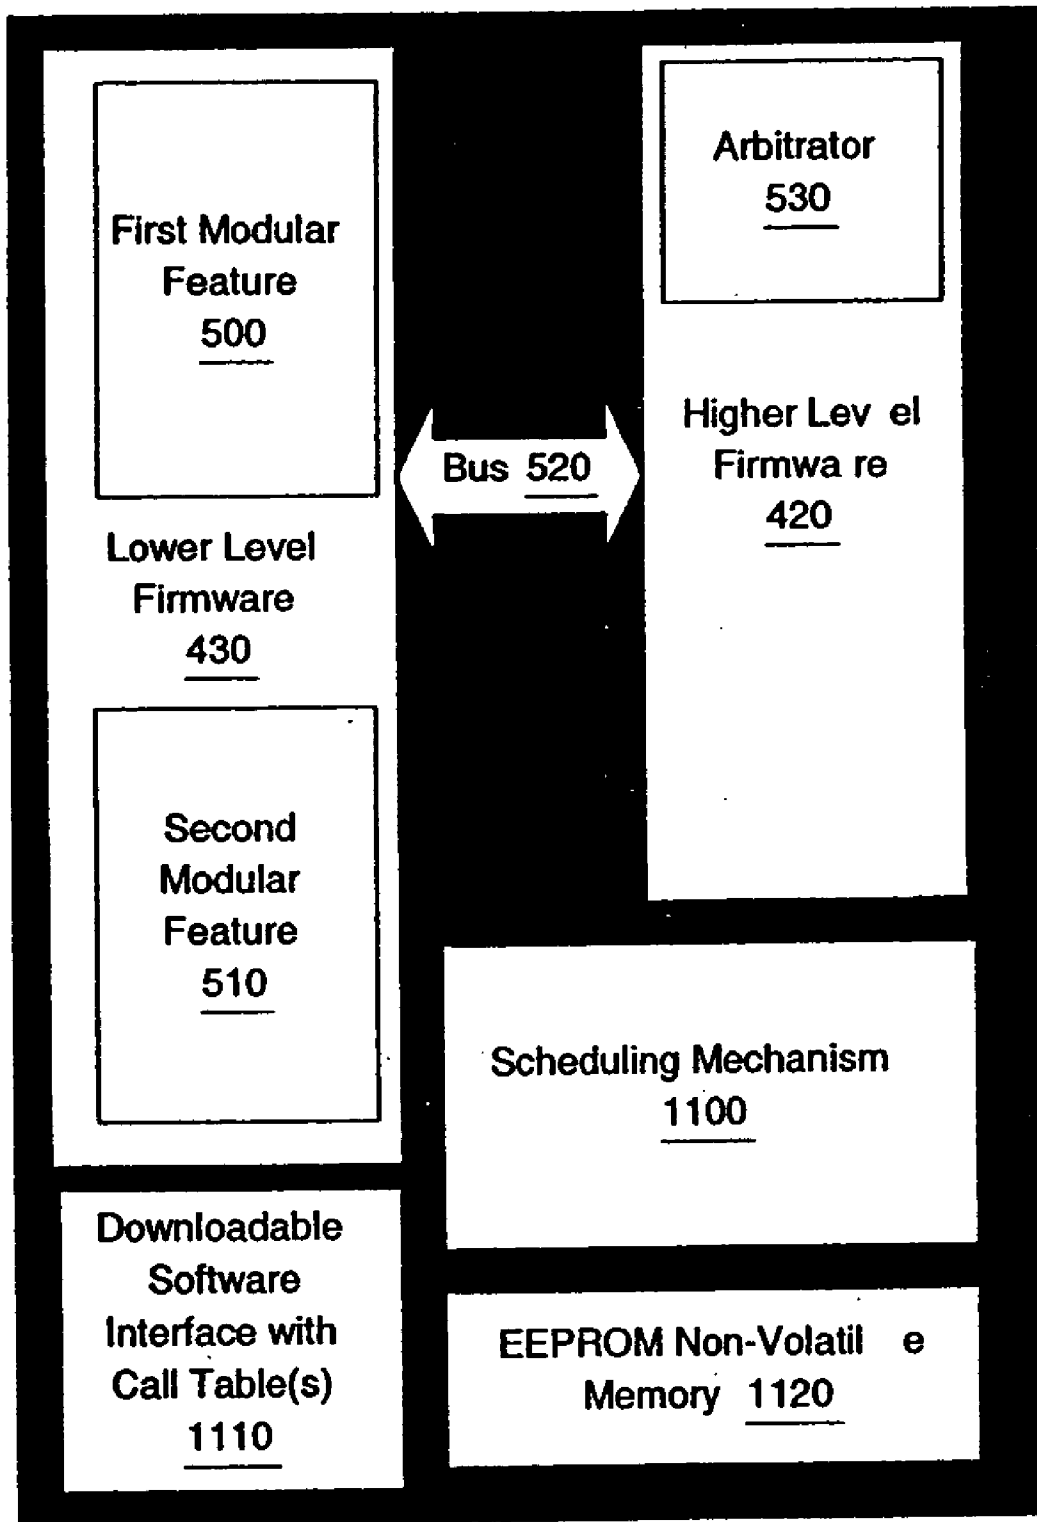 First Modular
Feature
500
Lower Level
Firmware
430
Second
Modular
Feature
510
Downloadable
Software
Interface with
Call Table(s)
1110
Bus 520
Arbitrator
530
Higher Lev el
Firmwa re
420
Scheduling Mechanism
1100
EEPROM Non-Volatil e
Memory 1120